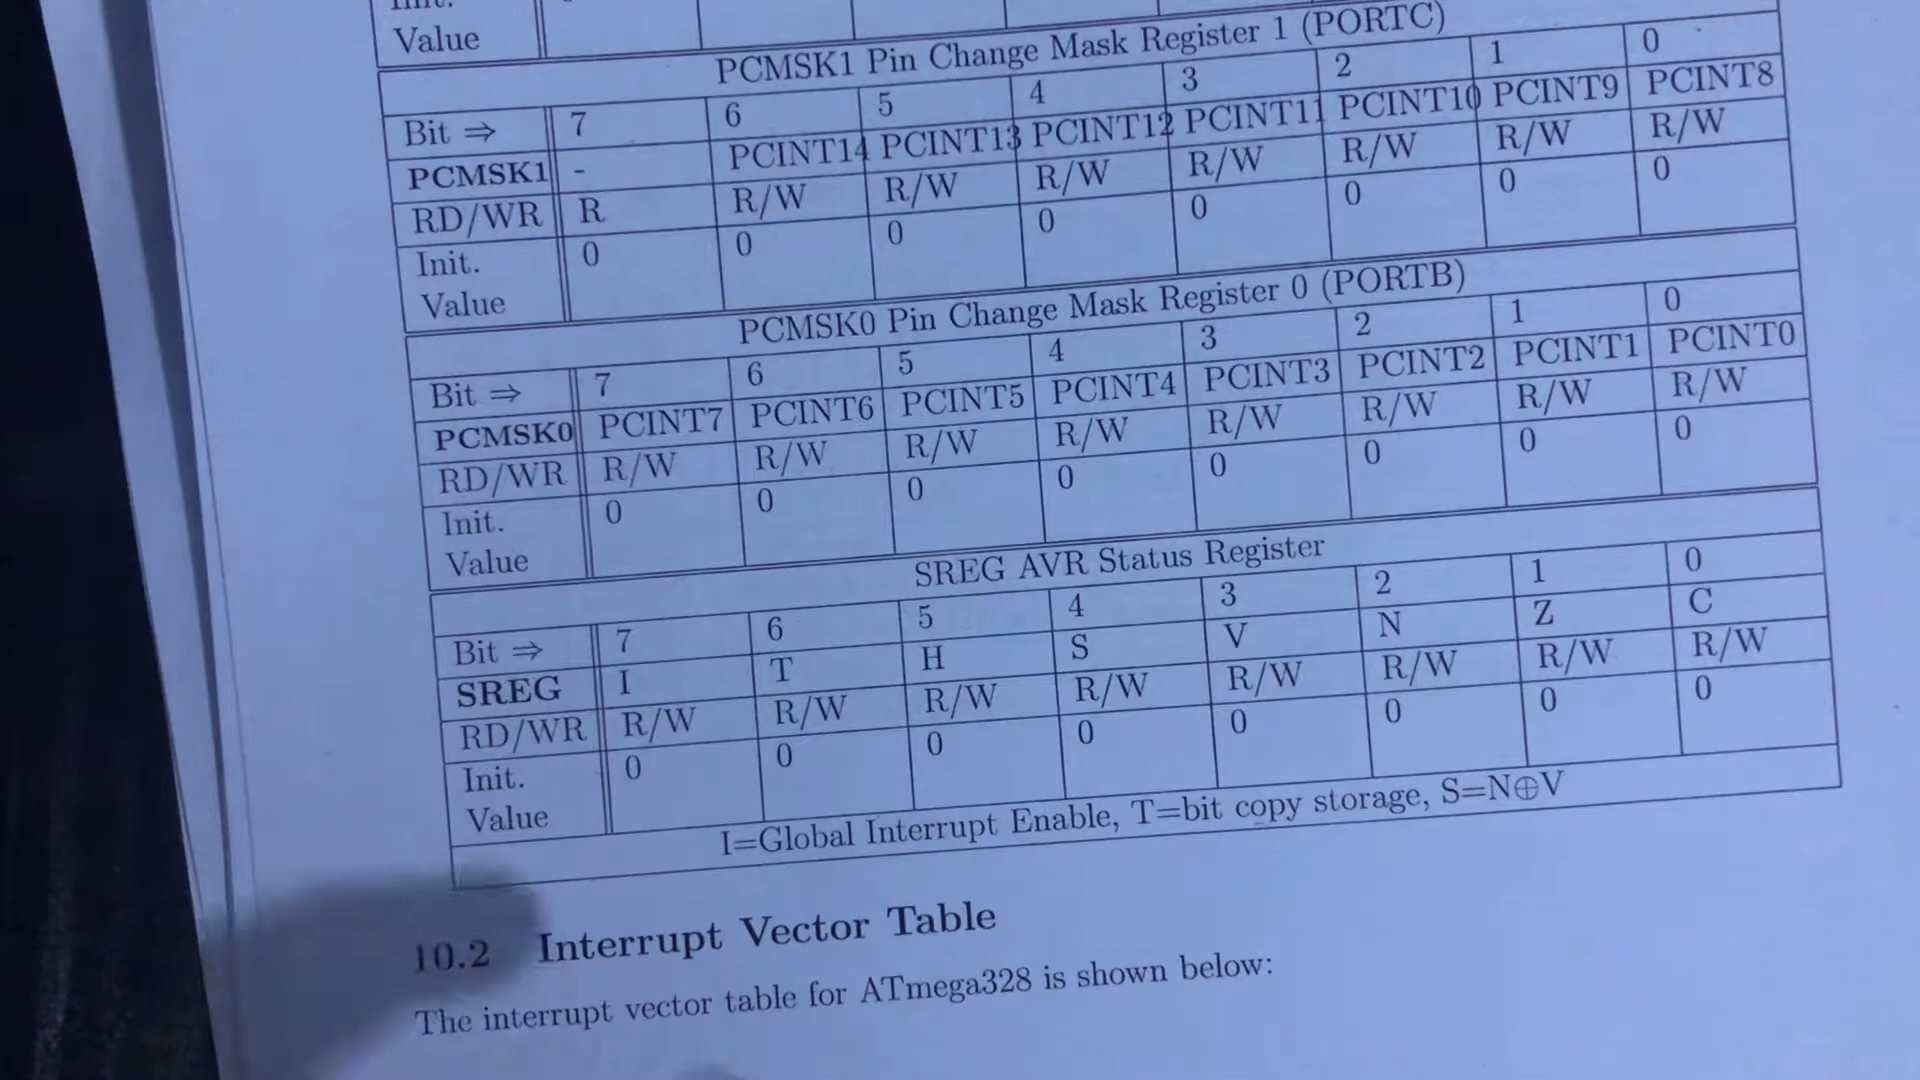 Init.
Value
PCMSK1 Pin Change Mask Register 1 (PORTC)
Bit ⇒ 7 6 5 4 3 2 1 0
PCMSK1 - PCINT14 PCINT13 PCINT12 PCINT11 PCINT10 PCINT9 PCINT8
RD/WR R R/W R/W R/W R/W R/W R/W R/W
Init. 0 0 0 0 0 0 0 0
Value
PCMSK0 Pin Change Mask Register 0 (PORTB)
Bit ⇒ 7 6 5 4 3 2 1 0
PCMSK0 PCINT7 PCINT6 PCINT5 PCINT4 PCINT3 PCINT2 PCINT1 PCINT0
RD/WR R/W R/W R/W R/W R/W R/W R/W R/W
Init. 0 0 0 0 0 0 0 0
Value
SREG AVR Status Register
Bit ⇒ 7 6 5 4 3 2 1 0
SREG I T H S V N Z C
RD/WR R/W R/W R/W R/W R/W R/W R/W R/W
Init. 0 0 0 0 0 0 0 0
Value
I=Global Interrupt Enable, T=bit copy storage, S=N⊕V
10.2 Interrupt Vector Table
The interrupt vector table for ATmega328 is shown below: